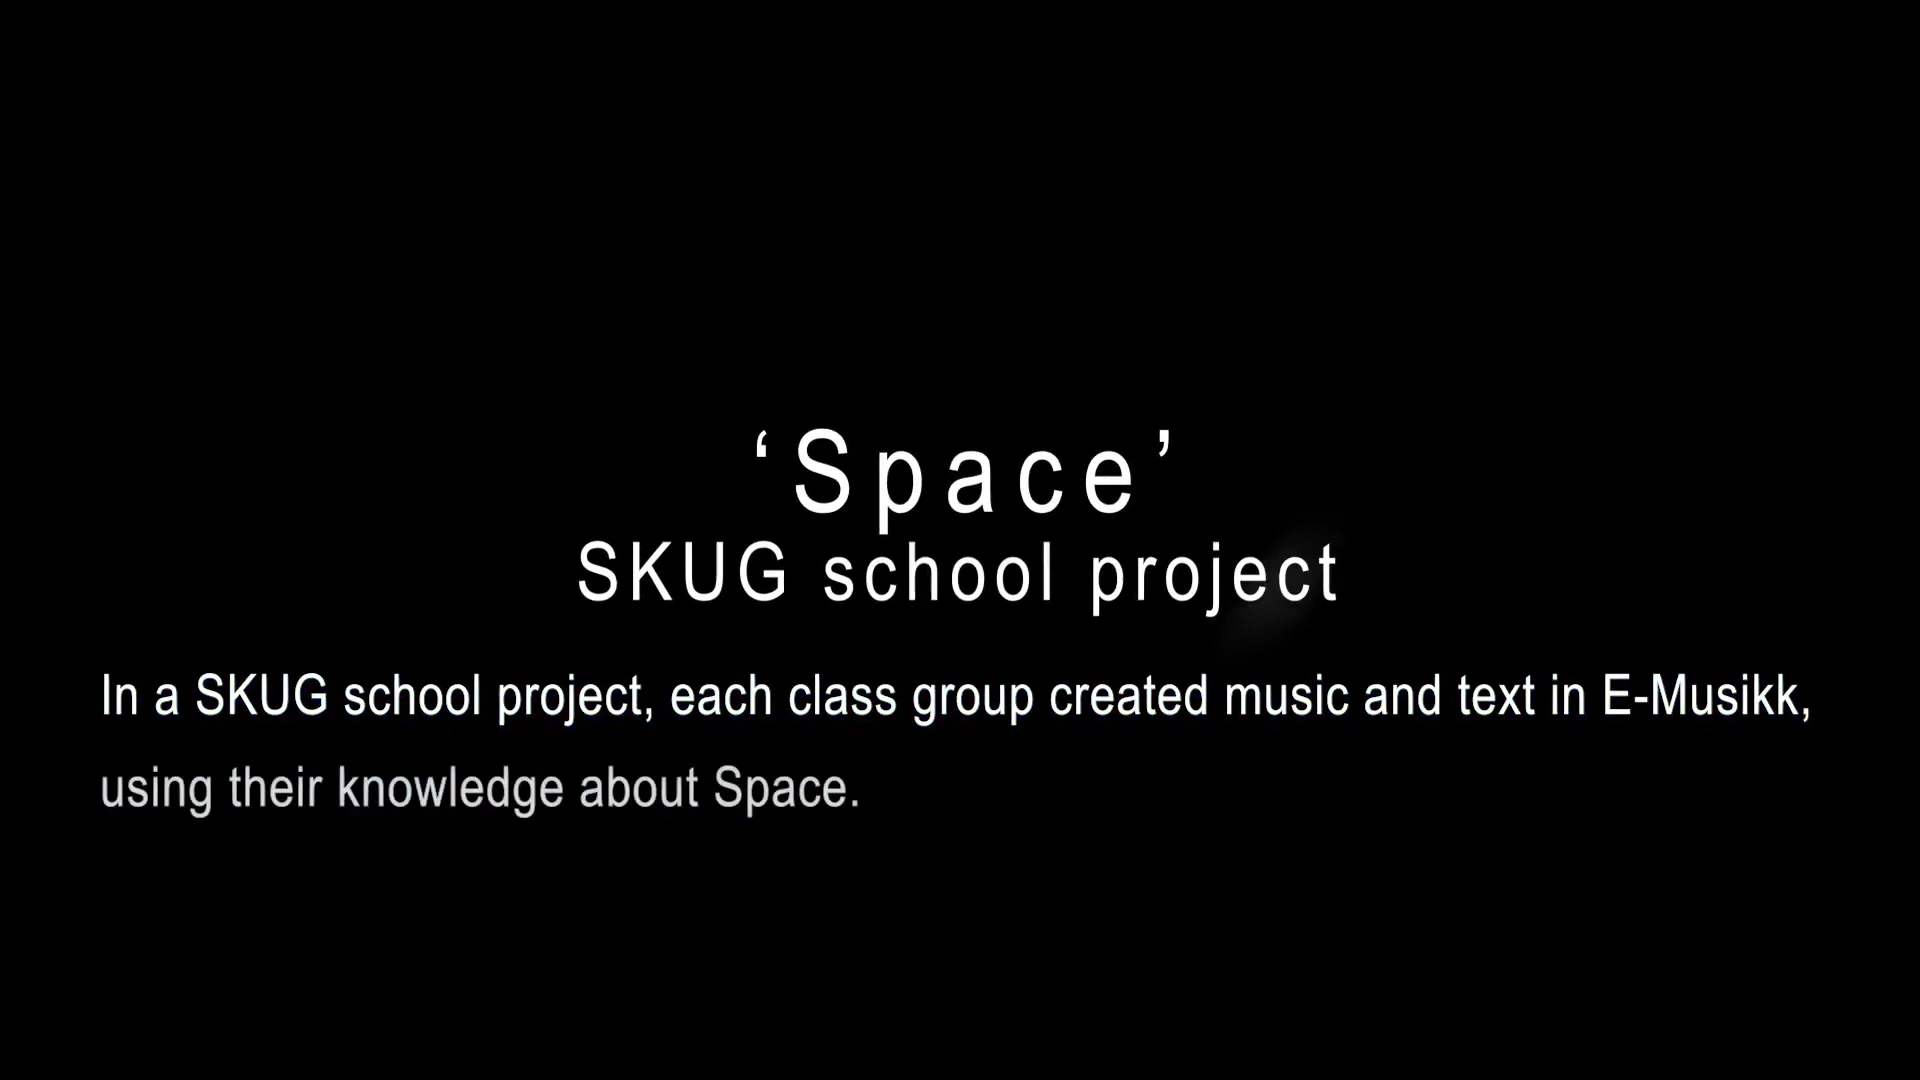 ‘Space’
SKUG school project
In a SKUG school project, each class group created music and text in E-Musikk,
using their knowledge about Space.